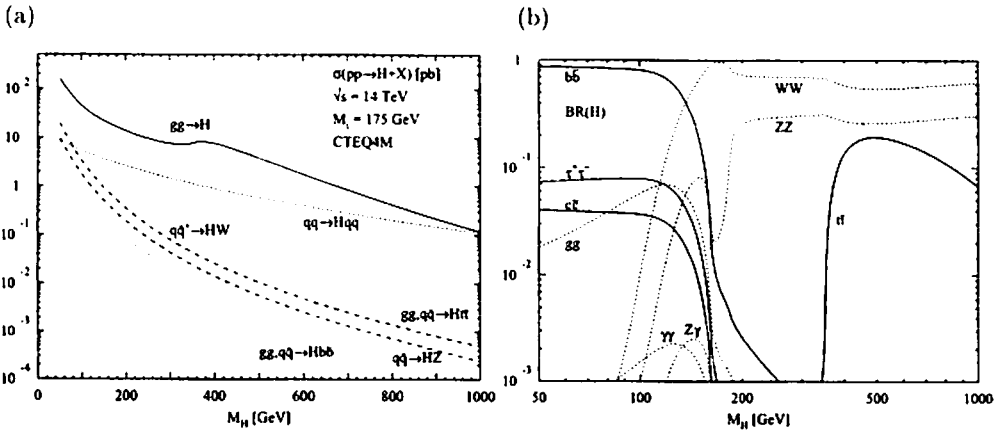 (a)
10²
10
1
10⁻¹
10⁻²
10⁻³
10⁻⁴
σ(pp→H+X) [pb]
√s = 14 TeV
Mₜ = 175 GeV
CTEQ4M
gg→H
qq→Hqq
qq̄'→HW
gg,qq̄→Htt̄
gg,qq̄→Hbb̄
qq̄→HZ
0 200 400 600 800 1000
M_H [GeV]
(b)
1
10⁻¹
10⁻²
10⁻³
bb̄
BR(H)
τ⁺τ⁻
cc̄
gg
γγ
Zγ
WW
ZZ
tt̄
50 100 200 500 1000
M_H [GeV]